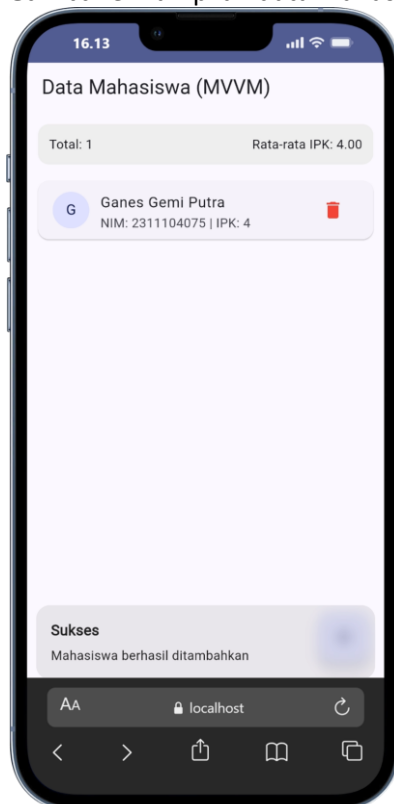 16.13
Data Mahasiswa (MVVM)
Total: 1 Rata-rata IPK: 4.00
G
Ganes Gemi Putra
NIM: 2311104075 | IPK: 4
Sukses
Mahasiswa berhasil ditambahkan
AA localhost